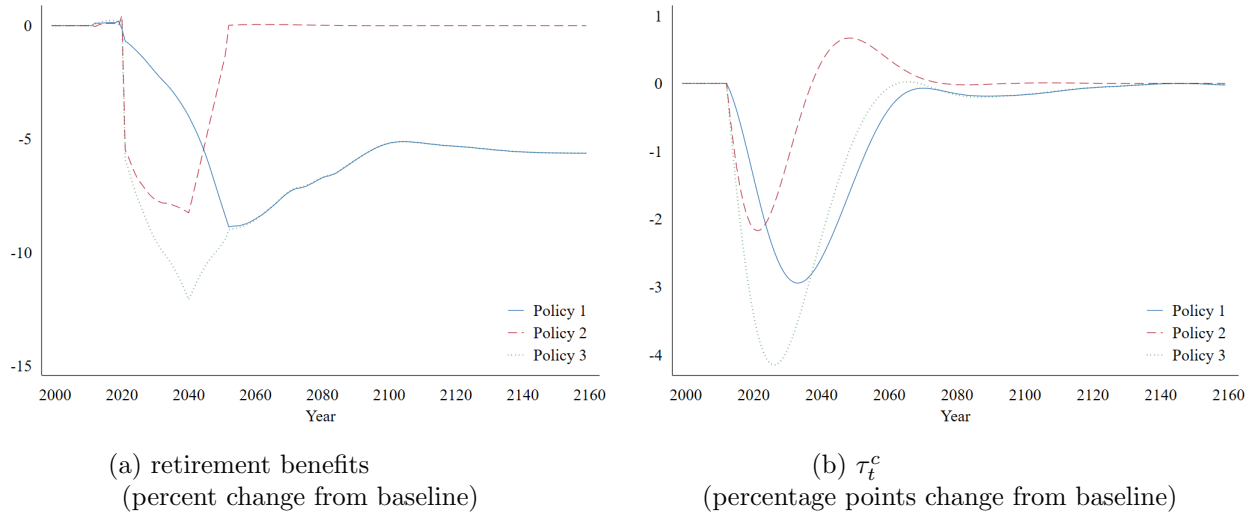 0
-5
-10
-15
Policy 1
Policy 2
Policy 3
2000 2020 2040 2060 2080 2100 2120 2140 2160
Year
(a) retirement benefits
(percent change from baseline)
1
0
-1
-2
-3
-4
Policy 1
Policy 2
Policy 3
2000 2020 2040 2060 2080 2100 2120 2140 2160
Year
(b) τ_t^c
(percentage points change from baseline)